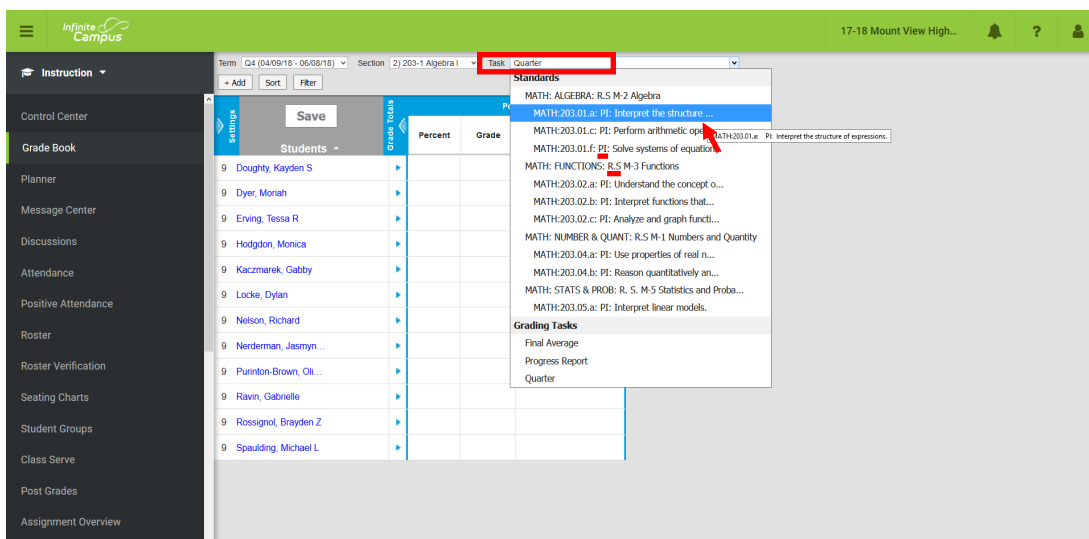 Infinite Campus
17-18 Mount View High...
?
Instruction
Term Q4 (04/09/18 - 06/08/18) Section 2) 203-1 Algebra I Task Quarter
+ Add Sort Filter
Control Center
Grade Book
Planner
Message Center
Discussions
Attendance
Positive Attendance
Roster
Roster Verification
Seating Charts
Student Groups
Class Serve
Post Grades
Assignment Overview
Settings
Save
Students
Grade Totals
Percent Grade
9 Doughty, Kayden S
9 Dyer, Moriah
9 Erving, Tessa R
9 Hodgdon, Monica
9 Kaczmarek, Gabby
9 Locke, Dylan
9 Nelson, Richard
9 Nerderman, Jasmyn...
9 Purinton-Brown, Oli...
9 Ravin, Gabrielle
9 Rossignol, Brayden Z
9 Spaulding, Michael L
Standards
MATH: ALGEBRA: R.S M-2 Algebra
MATH:203.01.a: PI: Interpret the structure ...
MATH:203.01.c: PI: Perform arithmetic ope
MATH:203.01.a: PI: Interpret the structure of expressions.
MATH:203.01.f: PI: Solve systems of equation
MATH: FUNCTIONS: R.S M-3 Functions
MATH:203.02.a: PI: Understand the concept o...
MATH:203.02.b: PI: Interpret functions that...
MATH:203.02.c: PI: Analyze and graph functi...
MATH: NUMBER & QUANT: R.S M-1 Numbers and Quantity
MATH:203.04.a: PI: Use properties of real n...
MATH:203.04.b: PI: Reason quantitatively an...
MATH: STATS & PROB: R. S. M-5 Statistics and Proba...
MATH:203.05.a: PI: Interpret linear models.
Grading Tasks
Final Average
Progress Report
Quarter